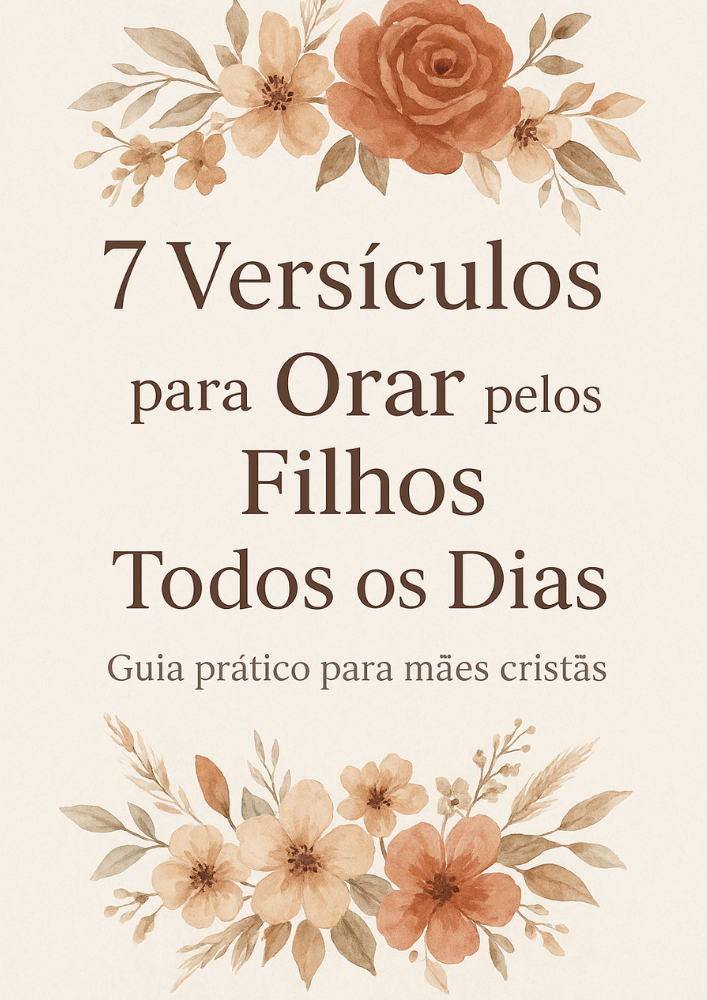 7 Versículos
para Orar pelos
Filhos
Todos os Dias
Guia prático para mães cristãs